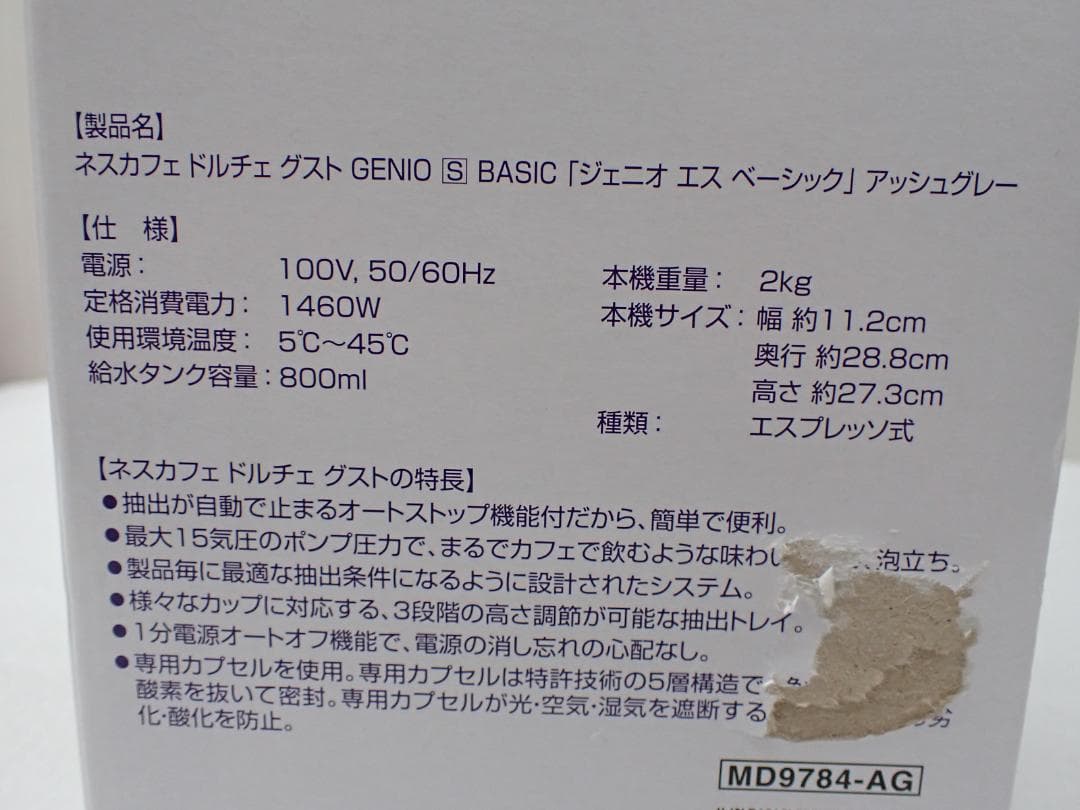 【製品名】
ネスカフェ ドルチェ グスト GENIO S BASIC 「ジェニオ エス ベーシック」 アッシュグレー
【仕　様】
電源： 100V, 50/60Hz
定格消費電力： 1460W
使用環境温度： 5℃～45℃
給水タンク容量：800ml
本機重量： 2kg
本機サイズ：幅 約11.2cm
奥行 約28.8cm
高さ 約27.3cm
種類： エスプレッソ式
【ネスカフェ ドルチェ グストの特長】
●抽出が自動で止まるオートストップ機能付だから、簡単で便利。
●最大15気圧のポンプ圧力で、まるでカフェで飲むような味わい 、泡立ち。
●製品毎に最適な抽出条件になるように設計されたシステム。
●様々なカップに対応する、3段階の高さ調節が可能な抽出トレイ。
●1分電源オートオフ機能で、電源の消し忘れの心配なし。
●専用カプセルを使用。専用カプセルは特許技術の5層構造で、
酸素を抜いて密封。専用カプセルが光・空気・湿気を遮断する 劣
化・酸化を防止。
MD9784-AG